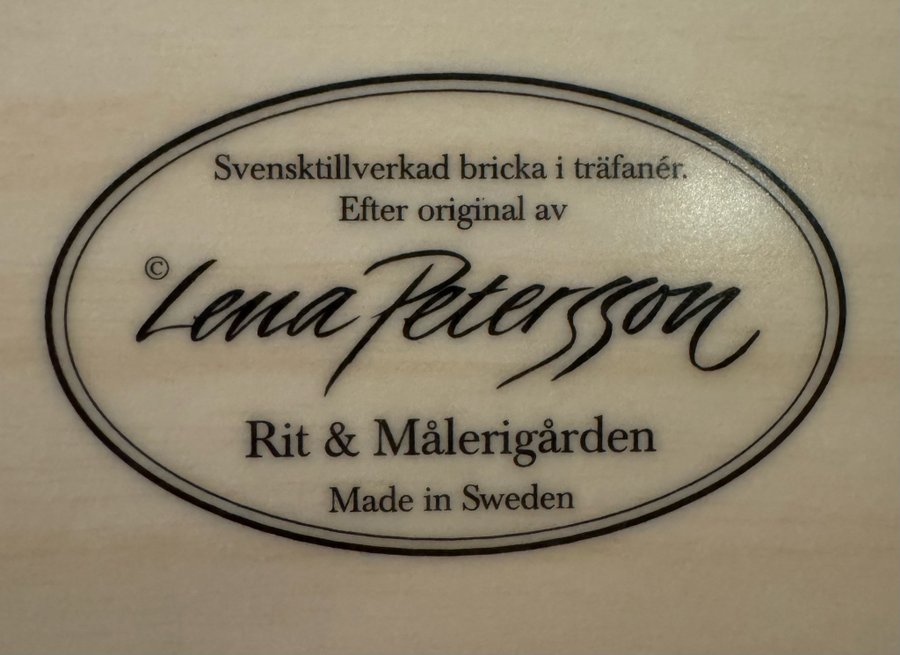 Svensktillverkad bricka i träfanér.
Efter original av
© Lena Petersson
Rit & Målerigården
Made in Sweden